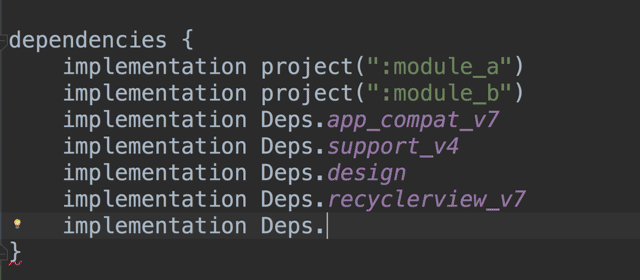 dependencies {
    implementation project(":module_a")
    implementation project(":module_b")
    implementation Deps.app_compat_v7
    implementation Deps.support_v4
    implementation Deps.design
    implementation Deps.recyclerview_v7
    implementation Deps.
}